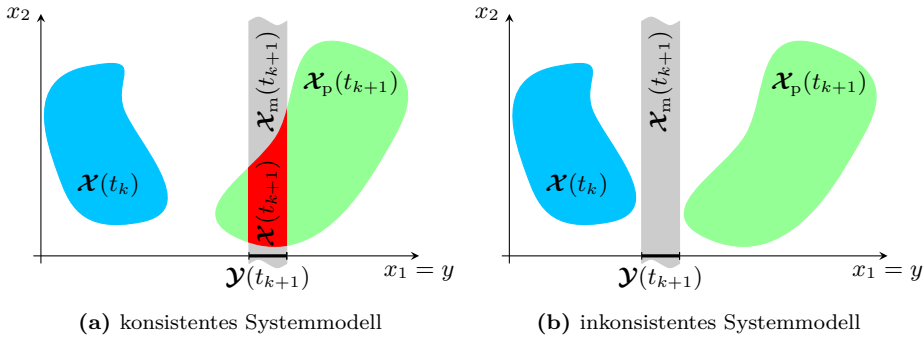 x₂
𝓧(tₖ)
𝓧ₘ(tₖ₊₁)
𝓧(tₖ₊₁)
𝓧ₚ(tₖ₊₁)
𝓨(tₖ₊₁)
x₁ = y
(a) konsistentes Systemmodell
x₂
𝓧(tₖ)
𝓧ₘ(tₖ₊₁)
𝓧ₚ(tₖ₊₁)
𝓨(tₖ₊₁)
x₁ = y
(b) inkonsistentes Systemmodell